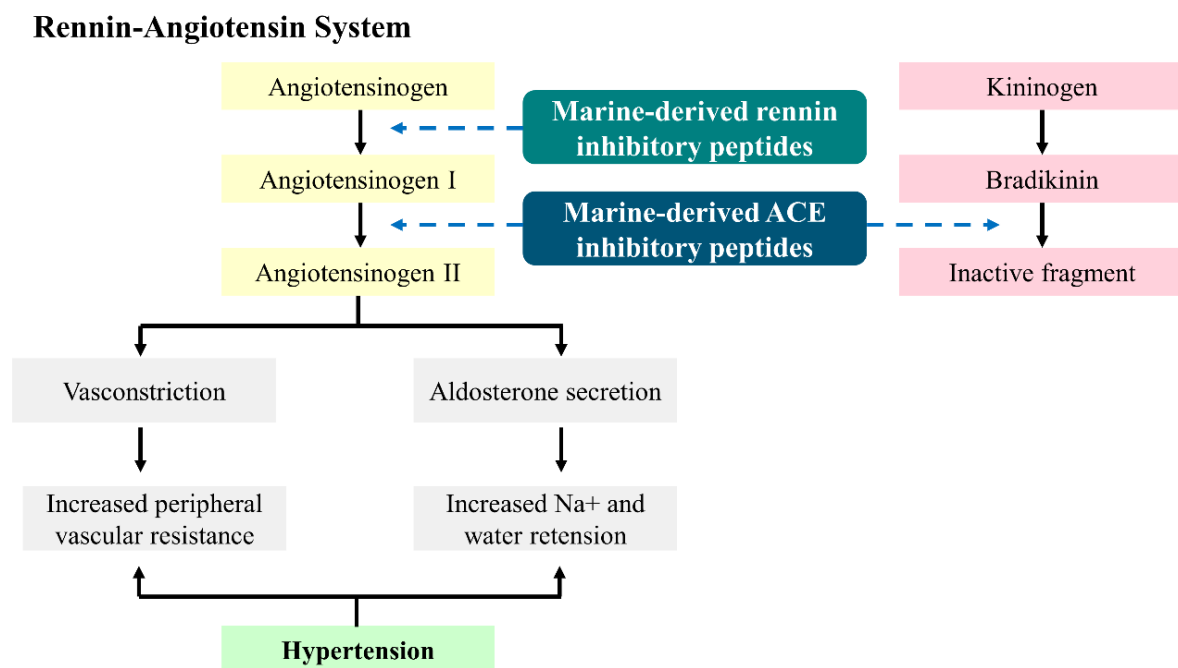 Rennin-Angiotensin System
Angiotensinogen
Marine-derived rennin
inhibitory peptides
Kininogen
Angiotensinogen I
Marine-derived ACE
inhibitory peptides
Bradikinin
Angiotensinogen II
Inactive fragment
Vasconstriction
Aldosterone secretion
Increased peripheral
vascular resistance
Increased Na+ and
water retension
Hypertension